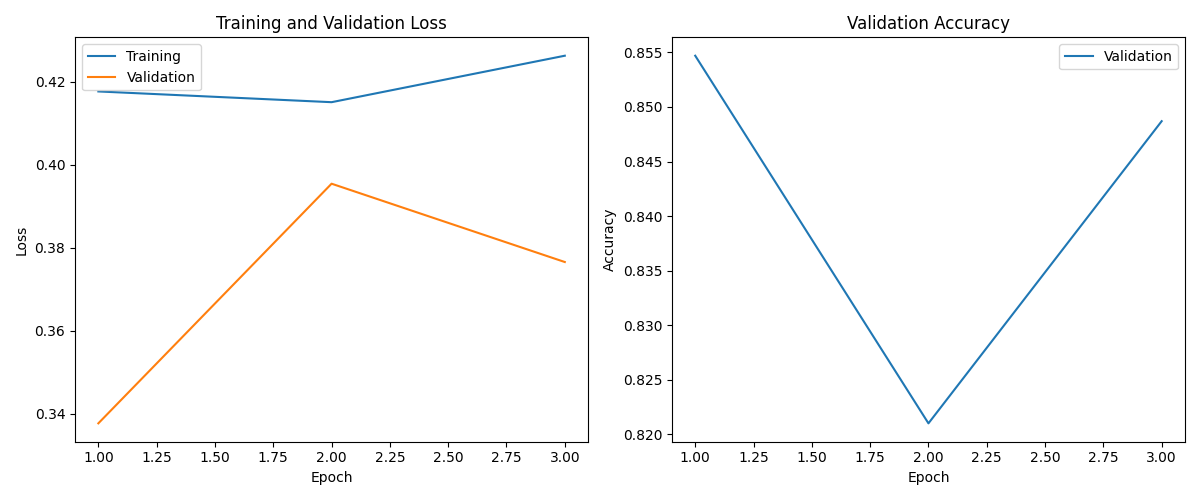 Training and Validation Loss
Training
Validation
0.42
0.40
0.38
0.36
0.34
Loss
1.00 1.25 1.50 1.75 2.00 2.25 2.50 2.75 3.00
Epoch
Validation Accuracy
Validation
0.855
0.850
0.845
0.840
0.835
0.830
0.825
0.820
Accuracy
1.00 1.25 1.50 1.75 2.00 2.25 2.50 2.75 3.00
Epoch